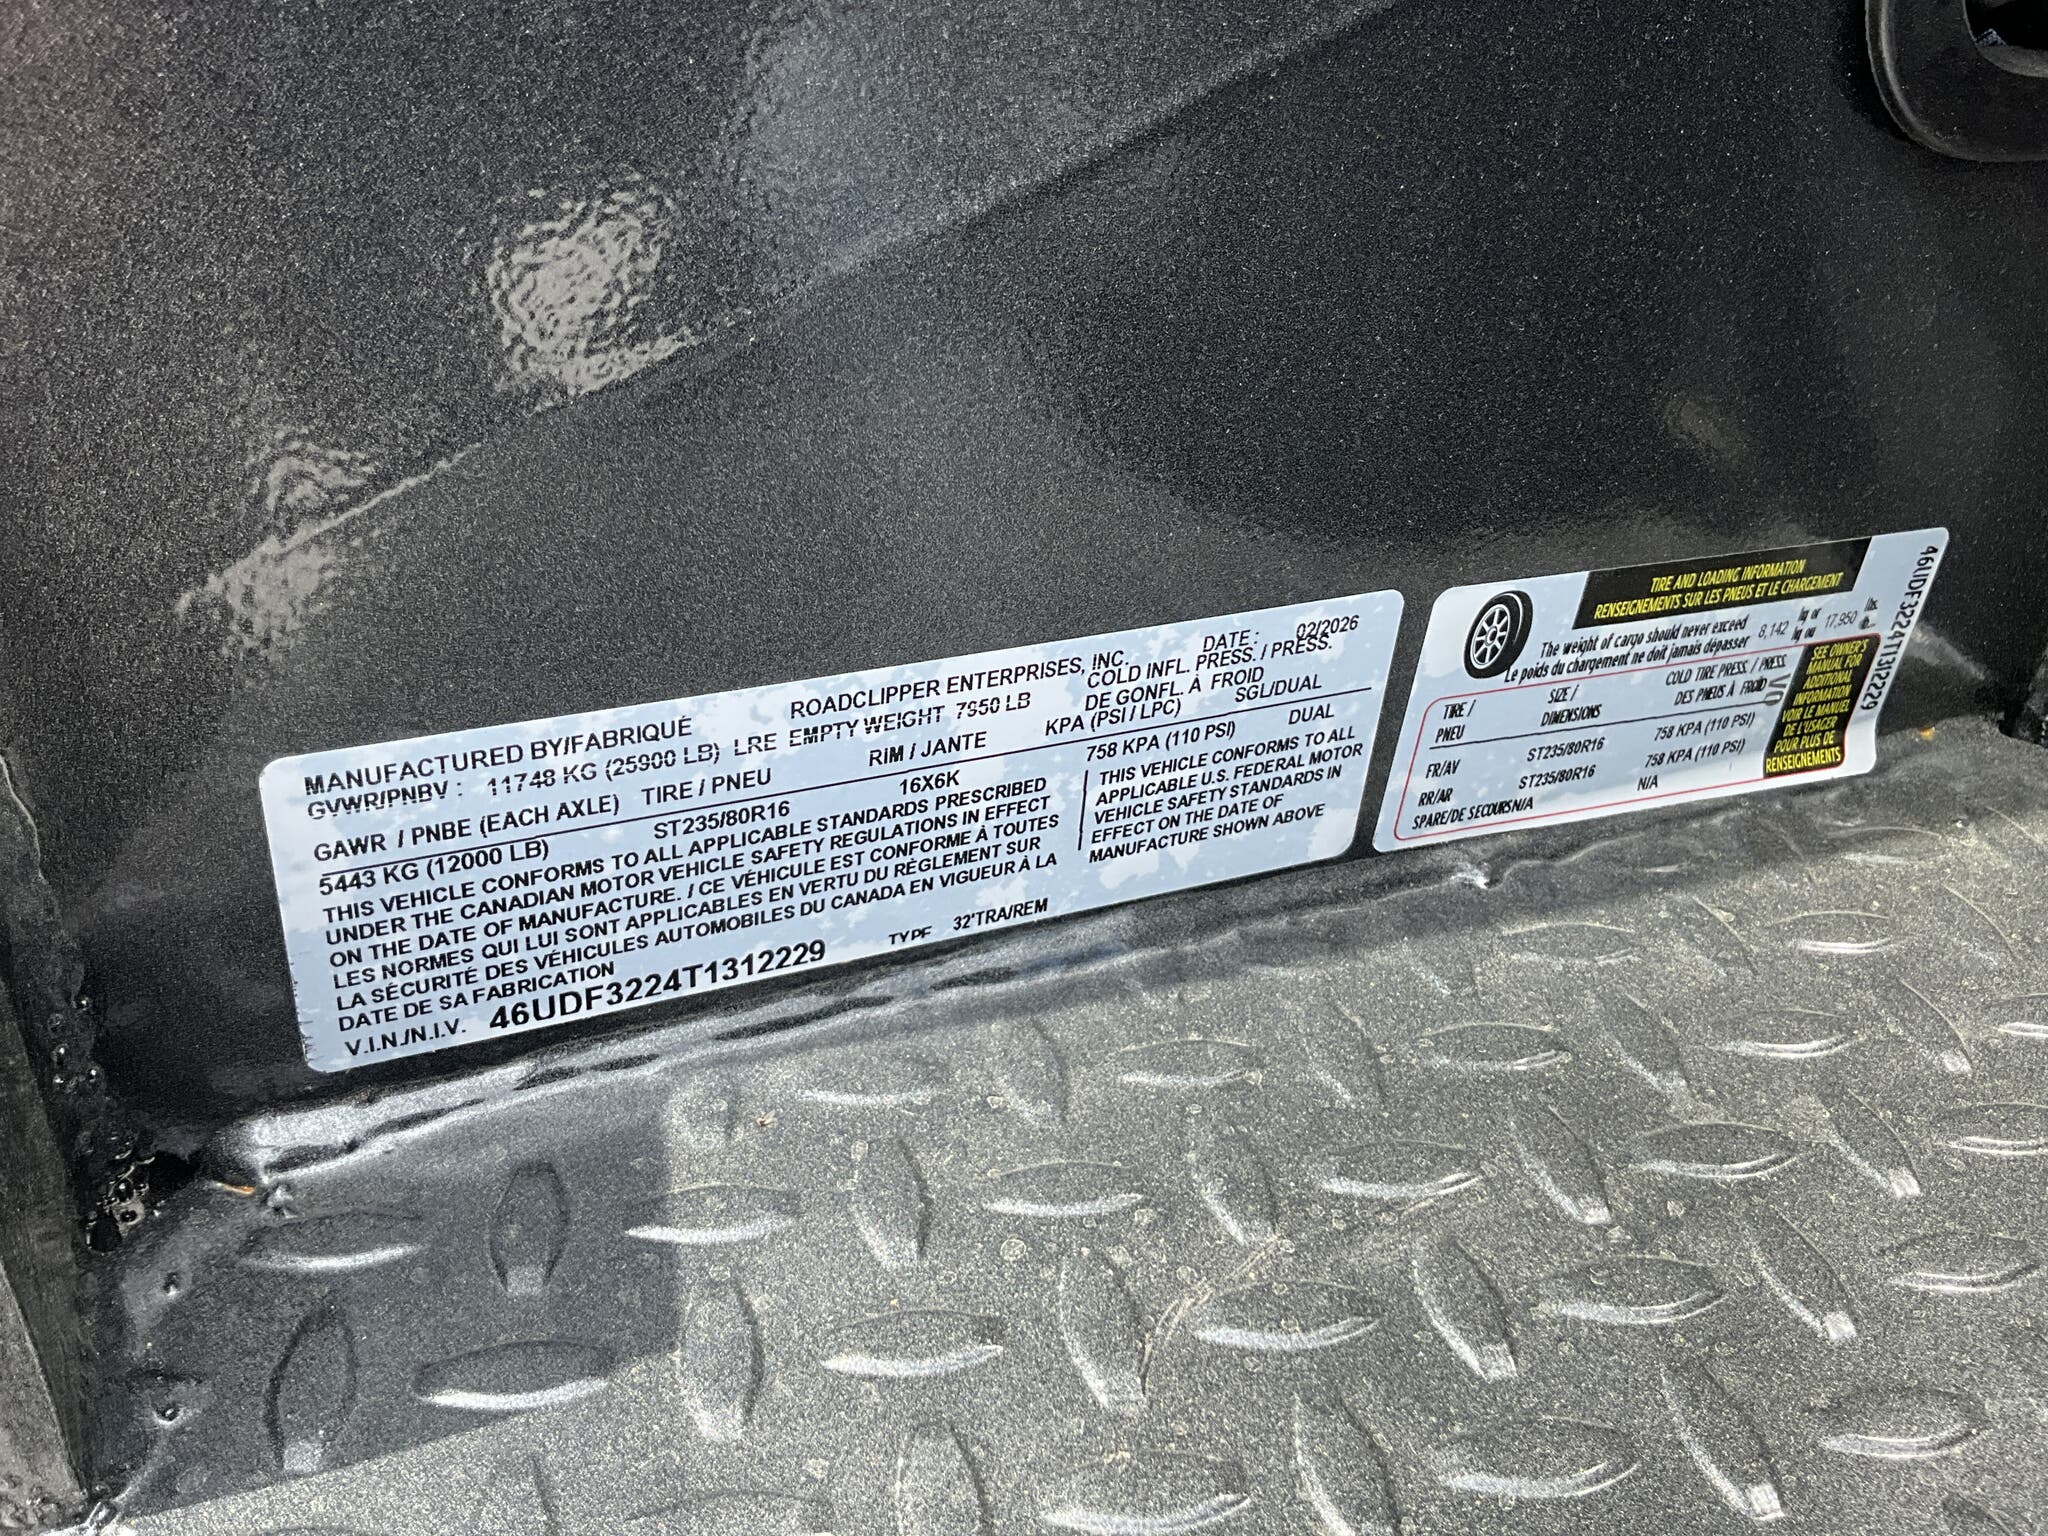 MANUFACTURED BY/FABRIQUÉ ROADCLIPPER ENTERPRISES, INC. DATE: 02/2026
GVWR/PNBV: 11748 KG (25900 LB) LRE EMPTY WEIGHT 7950 LB COLD INFL. PRESS. / PRESS.
DE GONFL. À FROID
GAWR / PNBE (EACH AXLE) TIRE / PNEU RIM / JANTE KPA (PSI / LPC) SGL/DUAL
5443 KG (12000 LB) ST235/80R16 16X6K 758 KPA (110 PSI) DUAL
THIS VEHICLE CONFORMS TO ALL APPLICABLE STANDARDS PRESCRIBED
UNDER THE CANADIAN MOTOR VEHICLE SAFETY REGULATIONS IN EFFECT
ON THE DATE OF MANUFACTURE. / CE VÉHICULE EST CONFORME À TOUTES
LES NORMES QUI LUI SONT APPLICABLES EN VERTU DU RÈGLEMENT SUR
LA SÉCURITÉ DES VÉHICULES AUTOMOBILES DU CANADA EN VIGUEUR À LA
DATE DE SA FABRICATION
THIS VEHICLE CONFORMS TO ALL
APPLICABLE U.S. FEDERAL MOTOR
VEHICLE SAFETY STANDARDS IN
EFFECT ON THE DATE OF
MANUFACTURE SHOWN ABOVE
V.I.N./N.I.V. 46UDF3224T1312229 TYPE 32'TRA/REM
TIRE AND LOADING INFORMATION
RENSEIGNEMENTS SUR LES PNEUS ET LE CHARGEMENT
The weight of cargo should never exceed 8,142 kg or 17,950 lbs.
Le poids du chargement ne doit jamais dépasser kg ou lb.
TIRE / SIZE / COLD TIRE PRESS. / PRESS.
PNEU DIMENSIONS DES PNEUS À FROID
FR/AV ST235/80R16 758 KPA (110 PSI)
RR/AR ST235/80R16 758 KPA (110 PSI)
SPARE/DE SECOURS N/A N/A
SEE OWNER'S
MANUAL FOR
ADDITIONAL
INFORMATION
VOIR LE MANUEL
DE L'USAGER
POUR PLUS DE
RENSEIGNEMENTS
46UDF3224T1312229